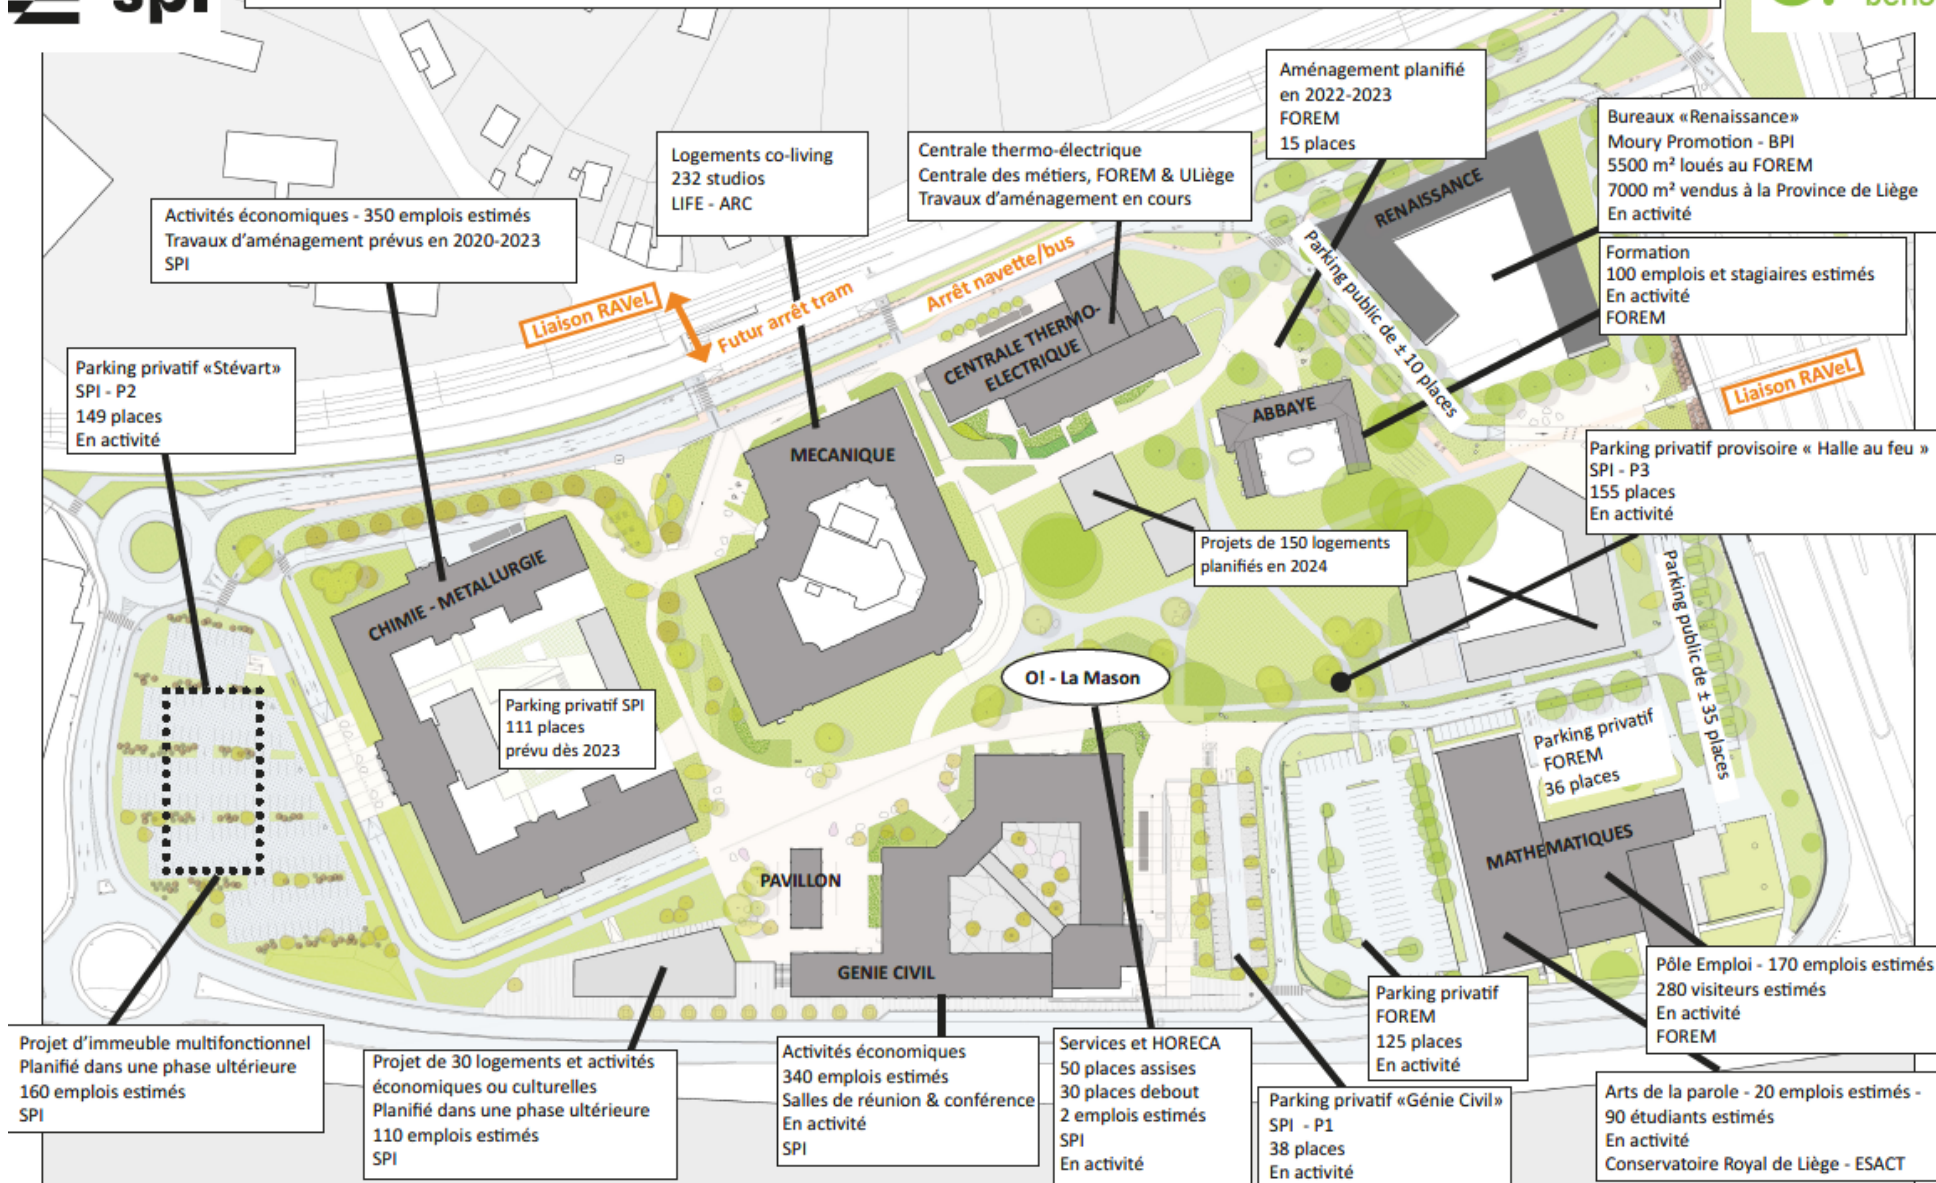 spi
Aménagement planifié
en 2022-2023
FOREM
15 places
Bureaux «Renaissance»
Moury Promotion - BPI
5500 m² loués au FOREM
7000 m² vendus à la Province de Liège
En activité
Logements co-living
232 studios
LIFE - ARC
Centrale thermo-électrique
Centrale des métiers, FOREM & ULiège
Travaux d'aménagement en cours
Activités économiques - 350 emplois estimés
Travaux d'aménagement prévus en 2020-2023
SPI
RENAISSANCE
Formation
100 emplois et stagiaires estimés
En activité
FOREM
Liaison RAVeL
Futur arrêt tram
Arrêt navette/bus
Parking public de ± 10 places
Liaison RAVeL
Parking privatif «Stévart»
SPI - P2
149 places
En activité
CENTRALE THERMO-
ELECTRIQUE
ABBAYE
MECANIQUE
Parking privatif provisoire « Halle au feu »
SPI - P3
155 places
En activité
Projets de 150 logements
planifiés en 2024
CHIMIE - METALLURGIE
Parking public de ± 35 places
O! - La Mason
Parking privatif SPI
111 places
prévu dès 2023
Parking privatif
FOREM
36 places
MATHEMATIQUES
PAVILLON
GENIE CIVIL
Pôle Emploi - 170 emplois estimés
280 visiteurs estimés
En activité
FOREM
Parking privatif
FOREM
125 places
En activité
Projet d'immeuble multifonctionnel
Planifié dans une phase ultérieure
160 emplois estimés
SPI
Projet de 30 logements et activités
économiques ou culturelles
Planifié dans une phase ultérieure
110 emplois estimés
SPI
Activités économiques
340 emplois estimés
Salles de réunion & conférence
En activité
SPI
Services et HORECA
50 places assises
30 places debout
2 emplois estimés
SPI
En activité
Parking privatif «Génie Civil»
SPI - P1
38 places
En activité
Arts de la parole - 20 emplois estimés -
90 étudiants estimés
En activité
Conservatoire Royal de Liège - ESACT